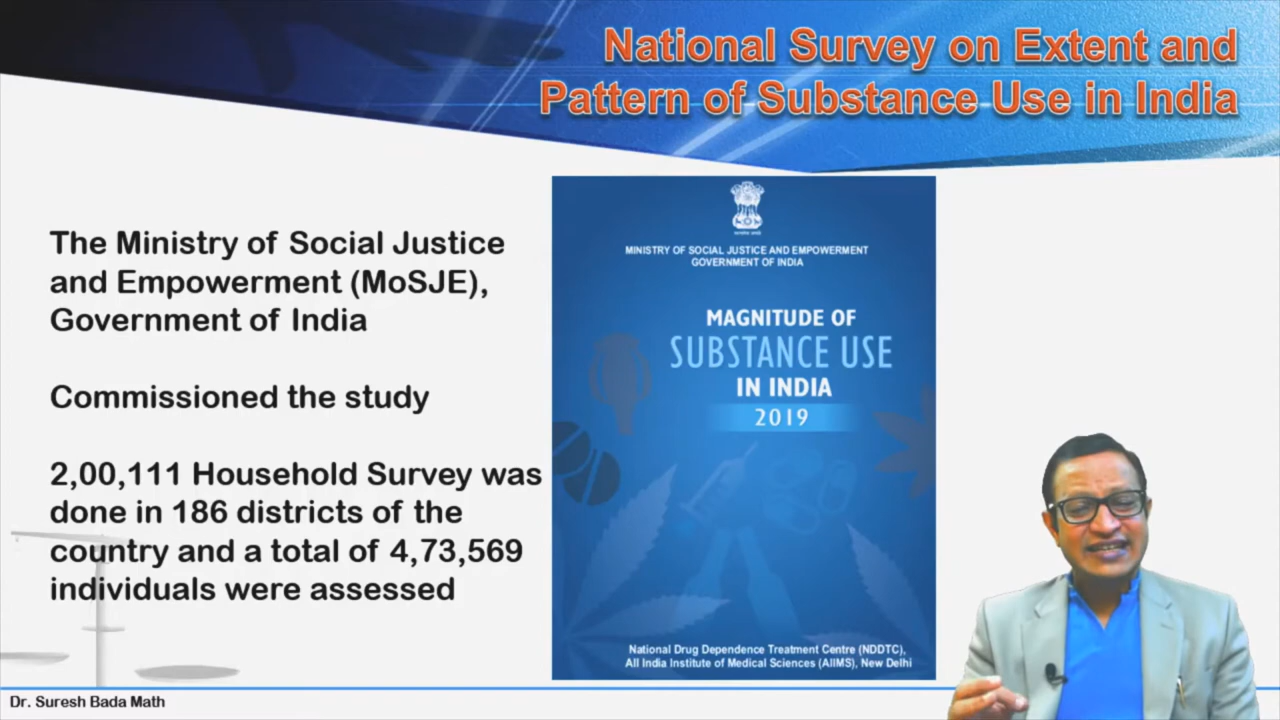 National Survey on Extent and
Pattern of Substance Use in India
The Ministry of Social Justice
and Empowerment (MoSJE),
Government of India
Commissioned the study
2,00,111 Household Survey was
done in 186 districts of the
country and a total of 4,73,569
individuals were assessed
MINISTRY OF SOCIAL JUSTICE AND EMPOWERMENT
GOVERNMENT OF INDIA
MAGNITUDE OF
SUBSTANCE USE
IN INDIA
2019
National Drug Dependence Treatment Centre (NDDTC),
All India Institute of Medical Sciences (AIIMS), New Delhi
Dr. Suresh Bada Math